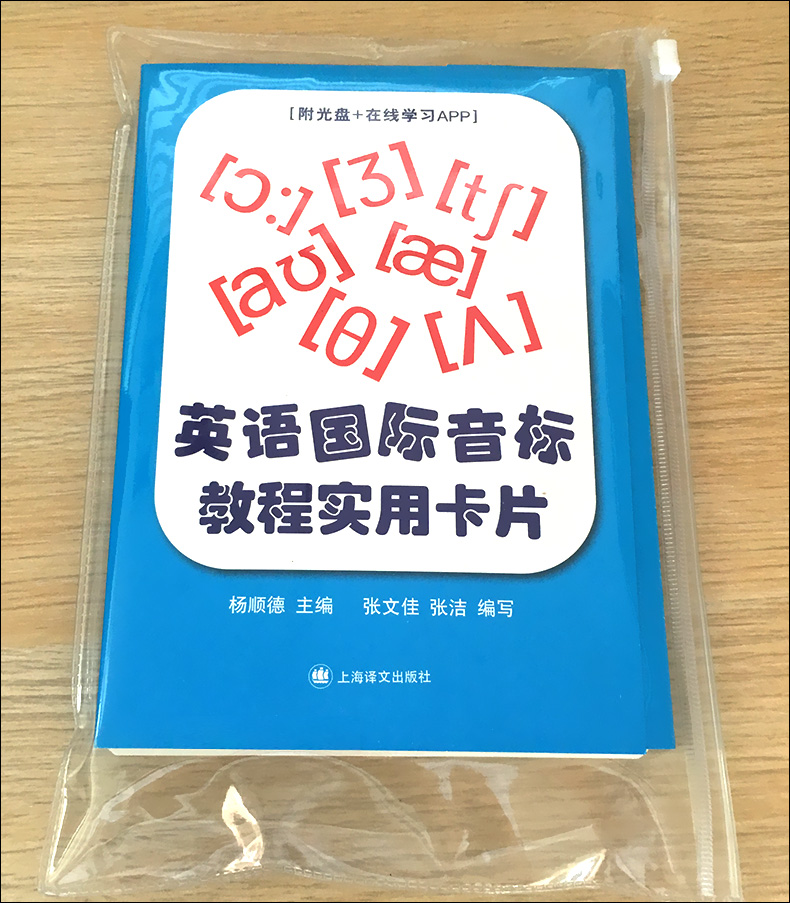 [附光盘+在线学习APP]
[ɔː] [ʒ] [tʃ]
[aʊ] [æ]
[θ] [ʌ]
英语国际音标
教程实用卡片
杨顺德 主编 张文佳 张洁 编写
上海译文出版社